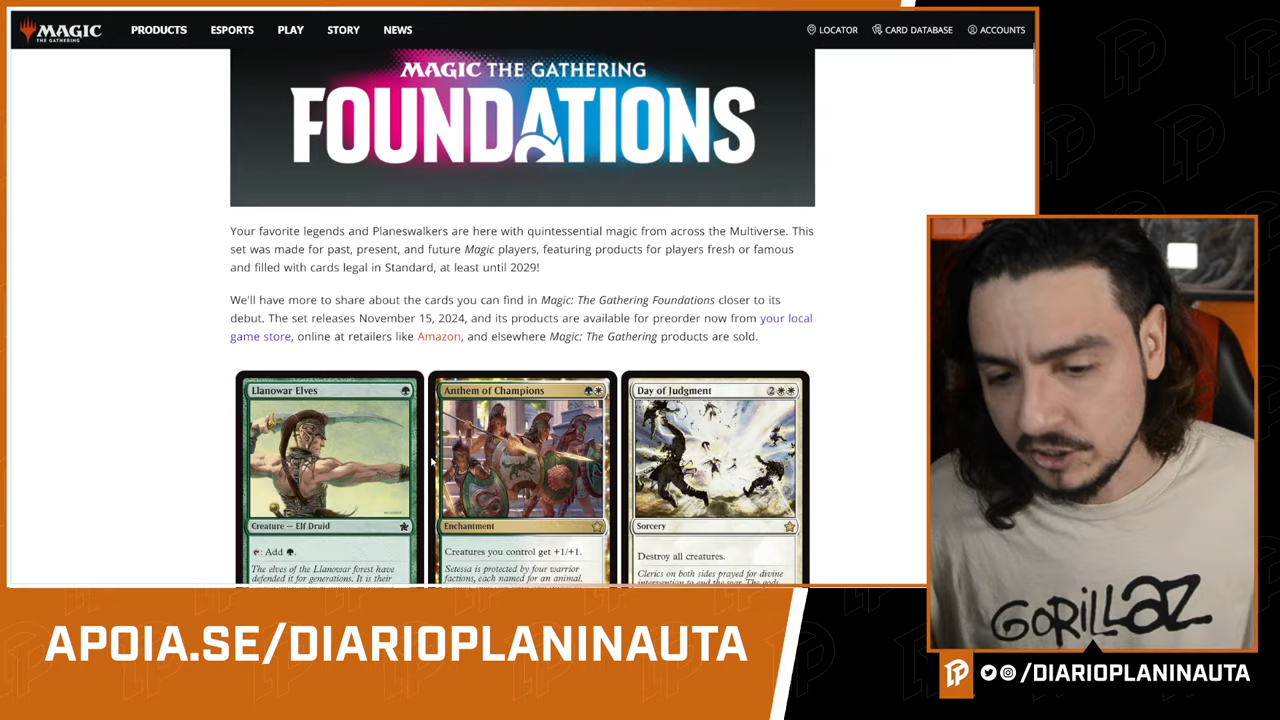 MAGIC
THE GATHERING
PRODUCTS
ESPORTS
PLAY
STORY
NEWS
LOCATOR
CARD DATABASE
ACCOUNTS
MAGIC THE GATHERING
FOUNDATIONS
Your favorite legends and Planeswalkers are here with quintessential magic from across the Multiverse. This
set was made for past, present, and future Magic players, featuring products for players fresh or famous
and filled with cards legal in Standard, at least until 2029!
We'll have more to share about the cards you can find in Magic: The Gathering Foundations closer to its
debut. The set releases November 15, 2024, and its products are available for preorder now from your local
game store, online at retailers like Amazon, and elsewhere Magic: The Gathering products are sold.
Llanowar Elves
Creature — Elf Druid
: Add .
The elves of the Llanowar forest have
defended it for generations. It is their
Anthem of Champions
Enchantment
Creatures you control get +1/+1.
Setessa is protected by four warrior
factions, each named for an animal.
Day of Judgment 2
Sorcery
Destroy all creatures.
Clerics on both sides prayed for divine
intervention to end the war. The gods
GORILLAZ
APOIA.SE/DIARIOPLANINAUTA
/DIARIOPLANINAUTA